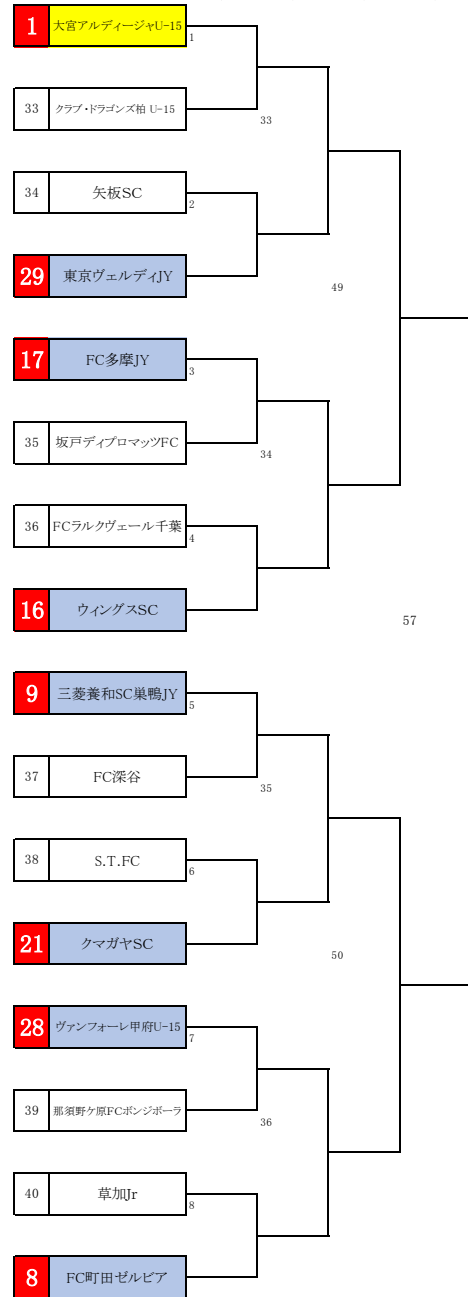 1 大宮アルディージャU-15
1
33 クラブ・ドラゴンズ柏 U-15
33
34 矢板SC
2
29 東京ヴェルディJY
49
17 FC多摩JY
3
35 坂戸ディプロマッツFC
34
36 FCラルクヴェール千葉
4
16 ウィングスSC
57
9 三菱養和SC巣鴨JY
5
37 FC深谷
35
38 S.T.FC
6
21 クマガヤSC
50
28 ヴァンフォーレ甲府U-15
7
39 那須野ケ原FCボンジボーラ
36
40 草加Jr
8
8 FC町田ゼルビア